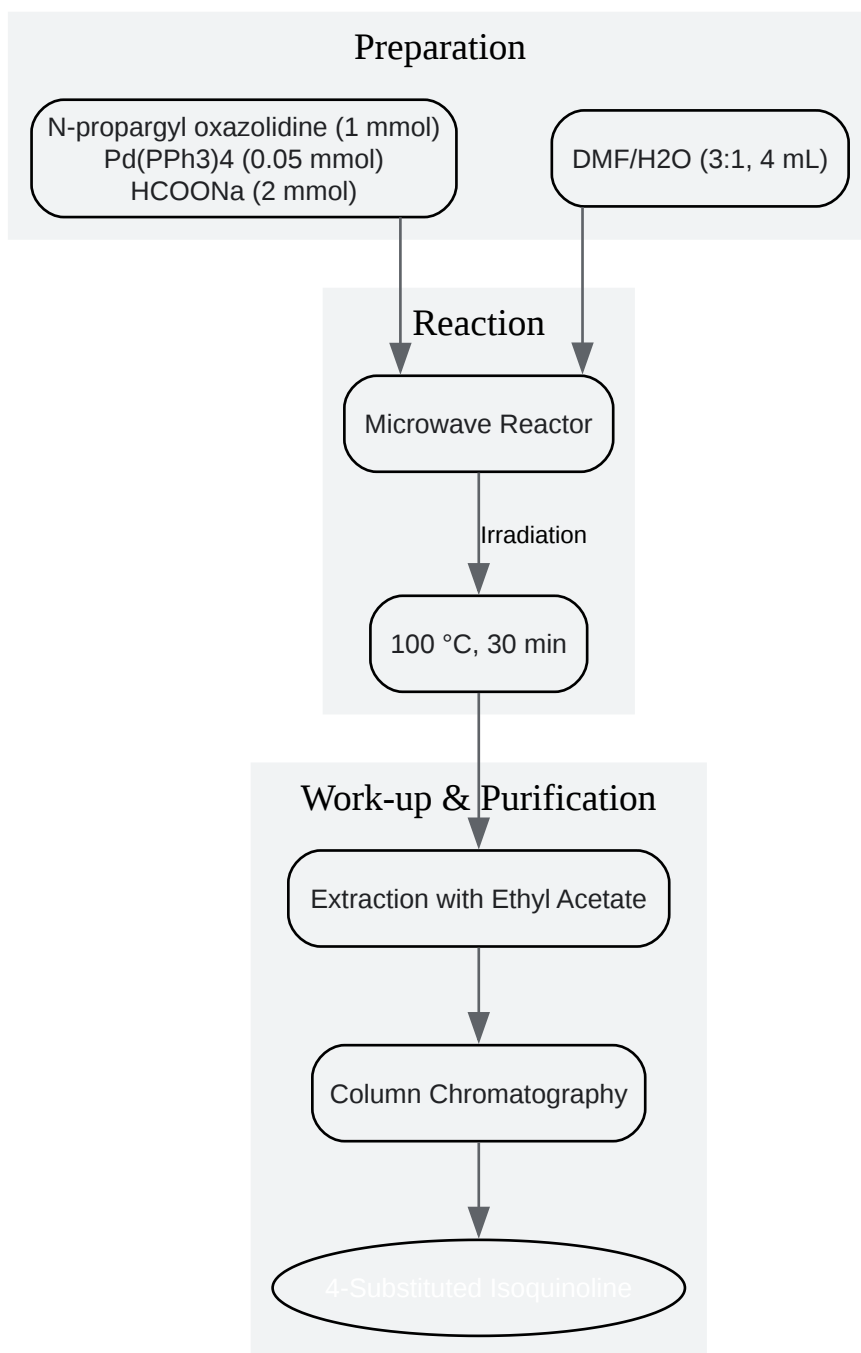 Preparation
N-propargyl oxazolidine (1 mmol)
Pd(PPh3)4 (0.05 mmol)
HCOONa (2 mmol)
DMF/H2O (3:1, 4 mL)
Reaction
Microwave Reactor
Irradiation
100 °C, 30 min
Work-up & Purification
Extraction with Ethyl Acetate
Column Chromatography
4-Substituted Isoquinoline